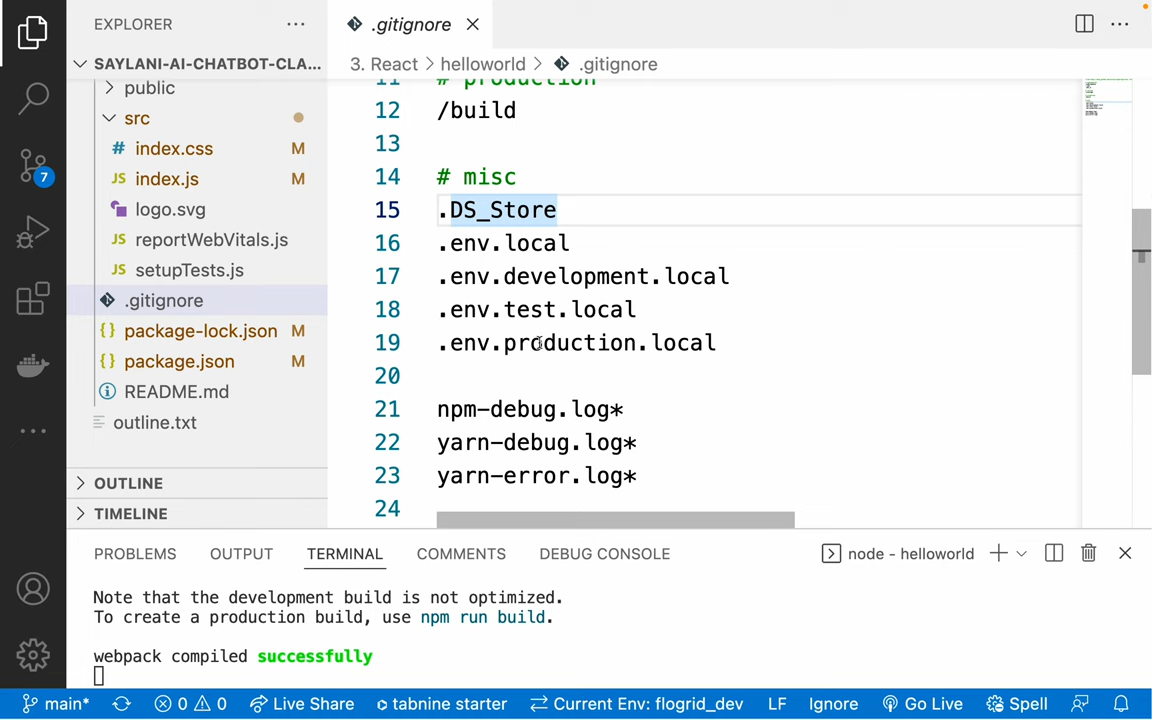 EXPLORER
SAYLANI-AI-CHATBOT-CLA...
public
src
# index.css M
JS index.js M
logo.svg
JS reportWebVitals.js
JS setupTests.js
.gitignore
{} package-lock.json M
{} package.json M
README.md
outline.txt
OUTLINE
TIMELINE
7
.gitignore
3. React > helloworld > .gitignore
11 # production
12 /build
13
14 # misc
15 .DS_Store
16 .env.local
17 .env.development.local
18 .env.test.local
19 .env.production.local
20
21 npm-debug.log*
22 yarn-debug.log*
23 yarn-error.log*
24
PROBLEMS OUTPUT TERMINAL COMMENTS DEBUG CONSOLE node - helloworld
Note that the development build is not optimized.
To create a production build, use npm run build.
webpack compiled successfully
main* 0 0 Live Share tabnine starter Current Env: flogrid_dev LF Ignore Go Live Spell